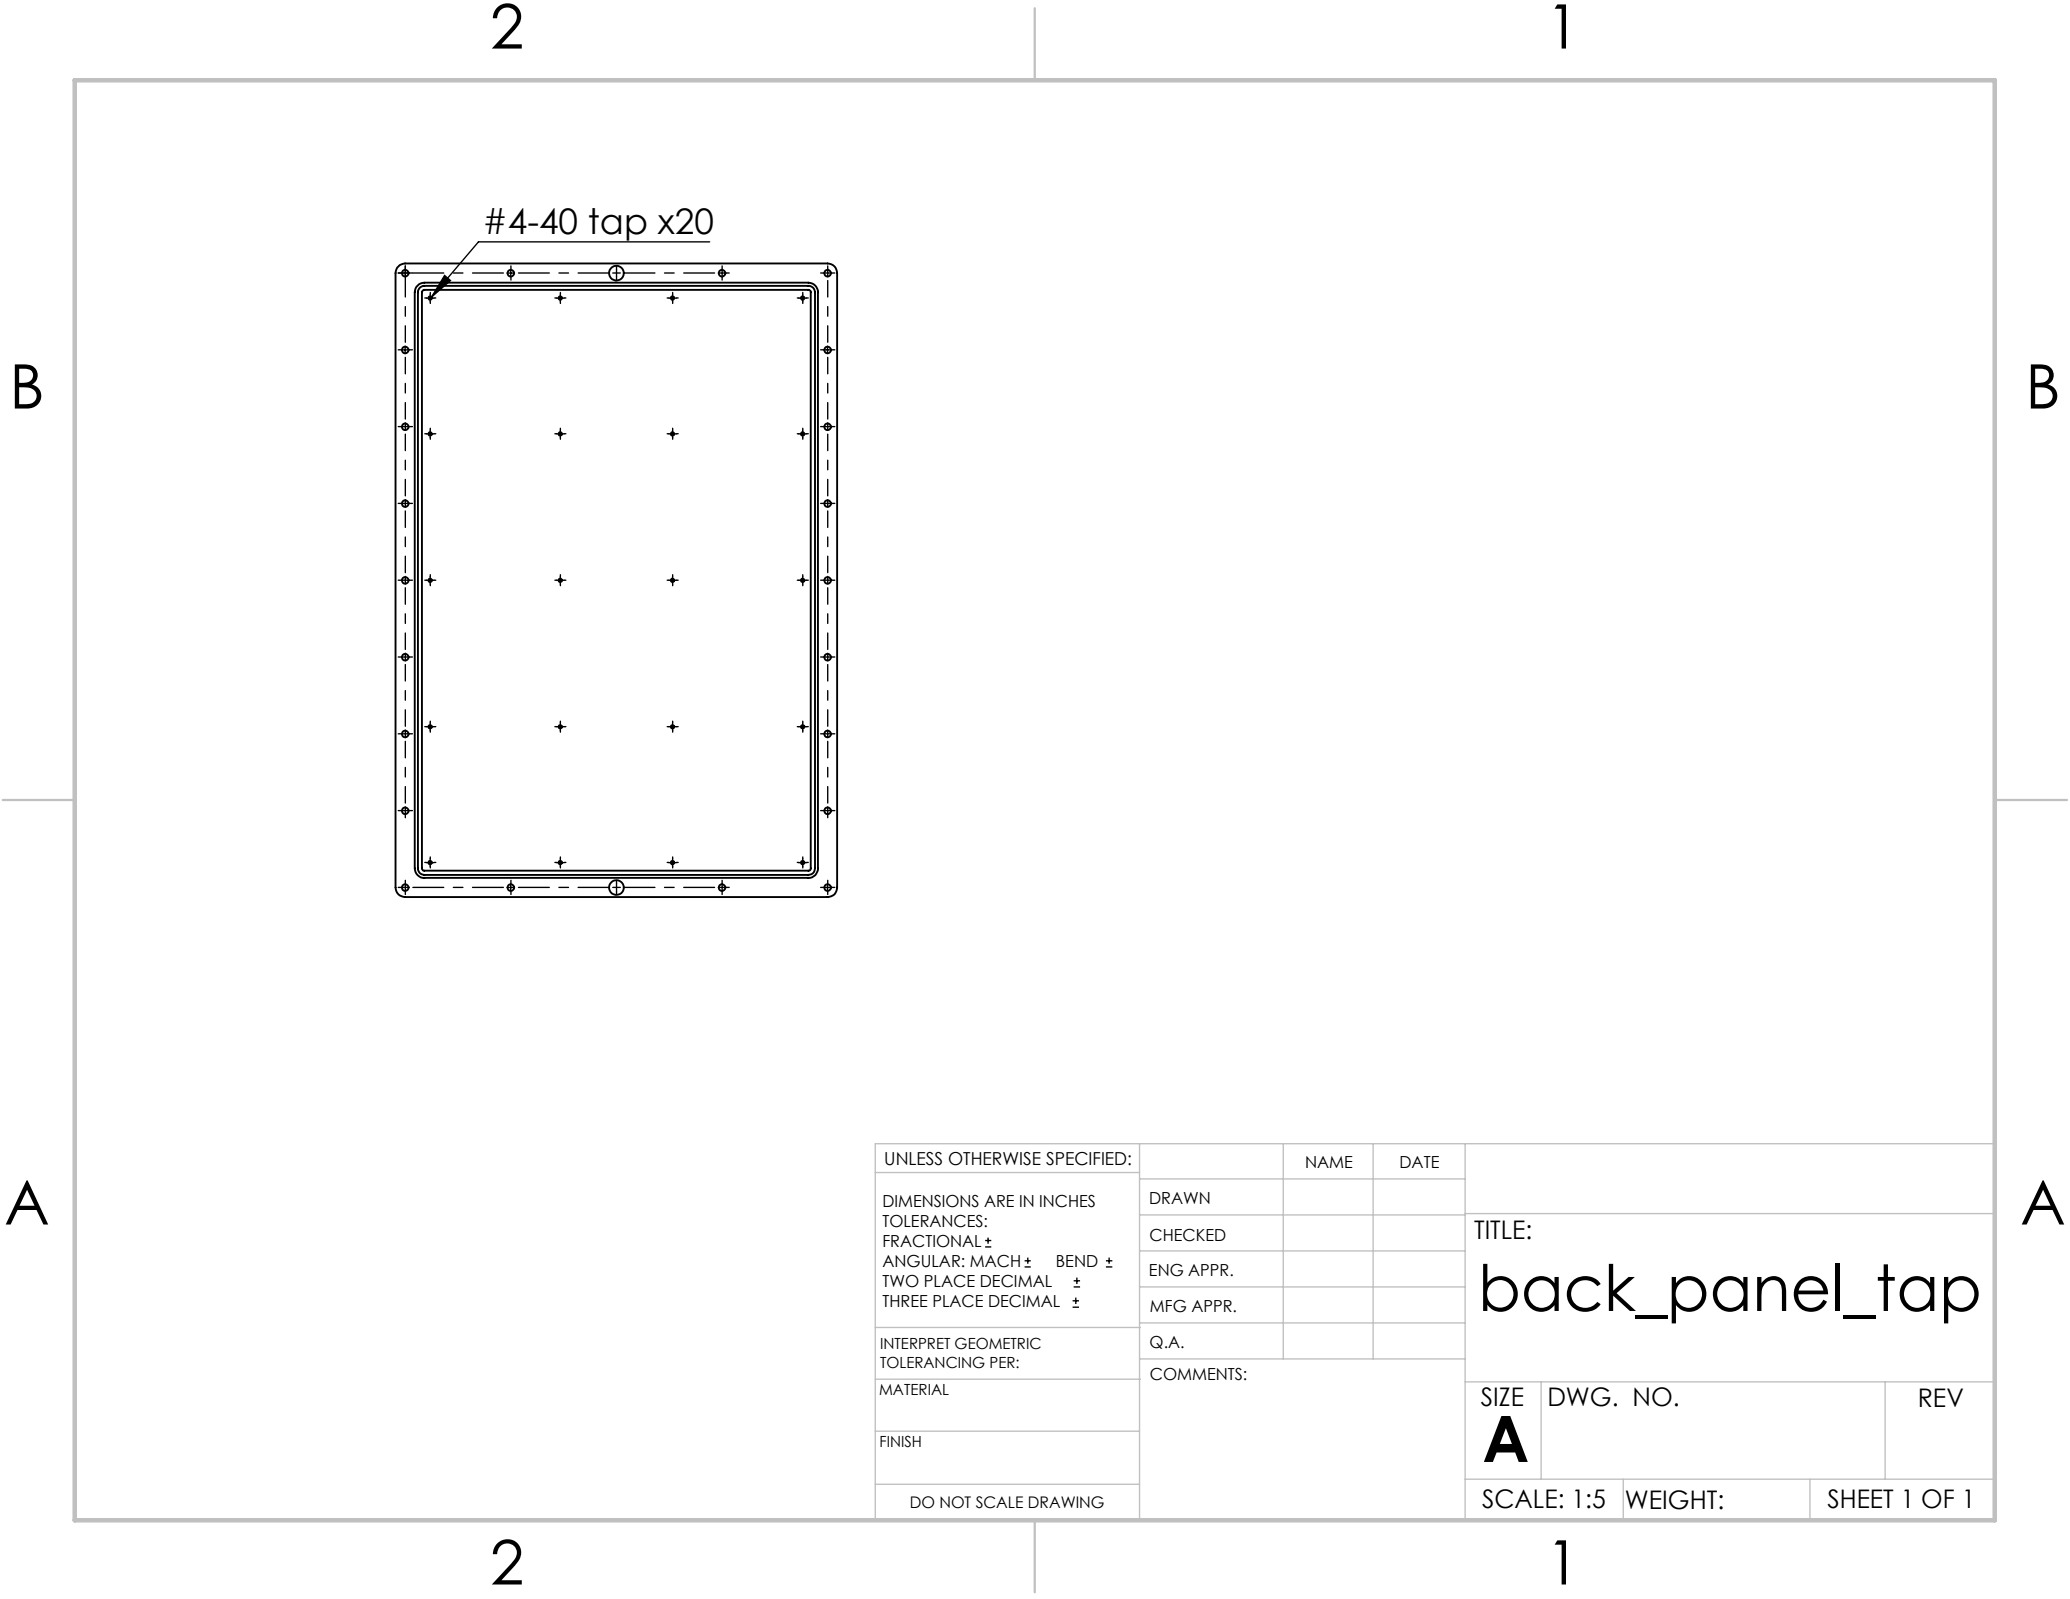 2 1
#4-40 tap x20
B B
A A
UNLESS OTHERWISE SPECIFIED:
DIMENSIONS ARE IN INCHES
TOLERANCES:
FRACTIONAL ±
ANGULAR: MACH ± BEND ±
TWO PLACE DECIMAL ±
THREE PLACE DECIMAL ±
INTERPRET GEOMETRIC
TOLERANCING PER:
MATERIAL
FINISH
DO NOT SCALE DRAWING
NAME DATE
DRAWN
CHECKED
ENG APPR.
MFG APPR.
Q.A.
COMMENTS:
TITLE:
back_panel_tap
SIZE DWG. NO. REV
A
SCALE: 1:5 WEIGHT: SHEET 1 OF 1
2 1